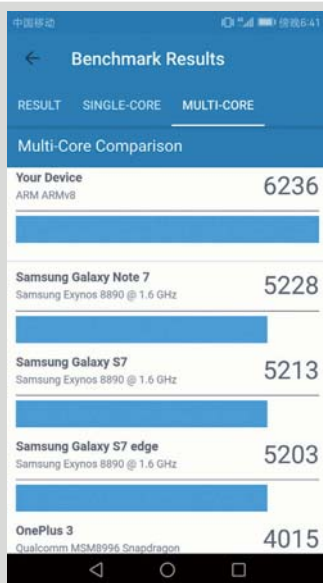 中国移动 傍晚6:41
Benchmark Results
RESULT SINGLE-CORE MULTI-CORE
Multi-Core Comparison
Your Device
ARM ARMv8
6236
Samsung Galaxy Note 7
Samsung Exynos 8890 @ 1.6 GHz
5228
Samsung Galaxy S7
Samsung Exynos 8890 @ 1.6 GHz
5213
Samsung Galaxy S7 edge
Samsung Exynos 8890 @ 1.6 GHz
5203
OnePlus 3
Qualcomm MSM8996 Snapdragon
4015